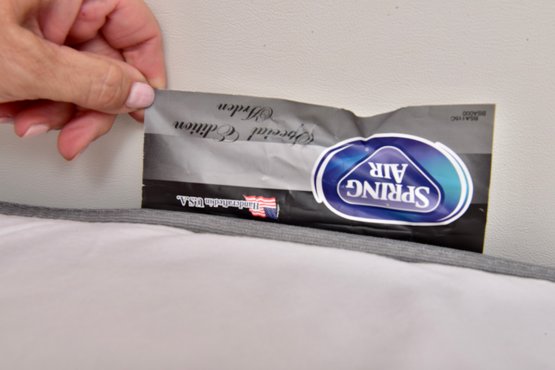 SPRING
AIR
Handcrafted in U.S.A.
Special Edition
Arden